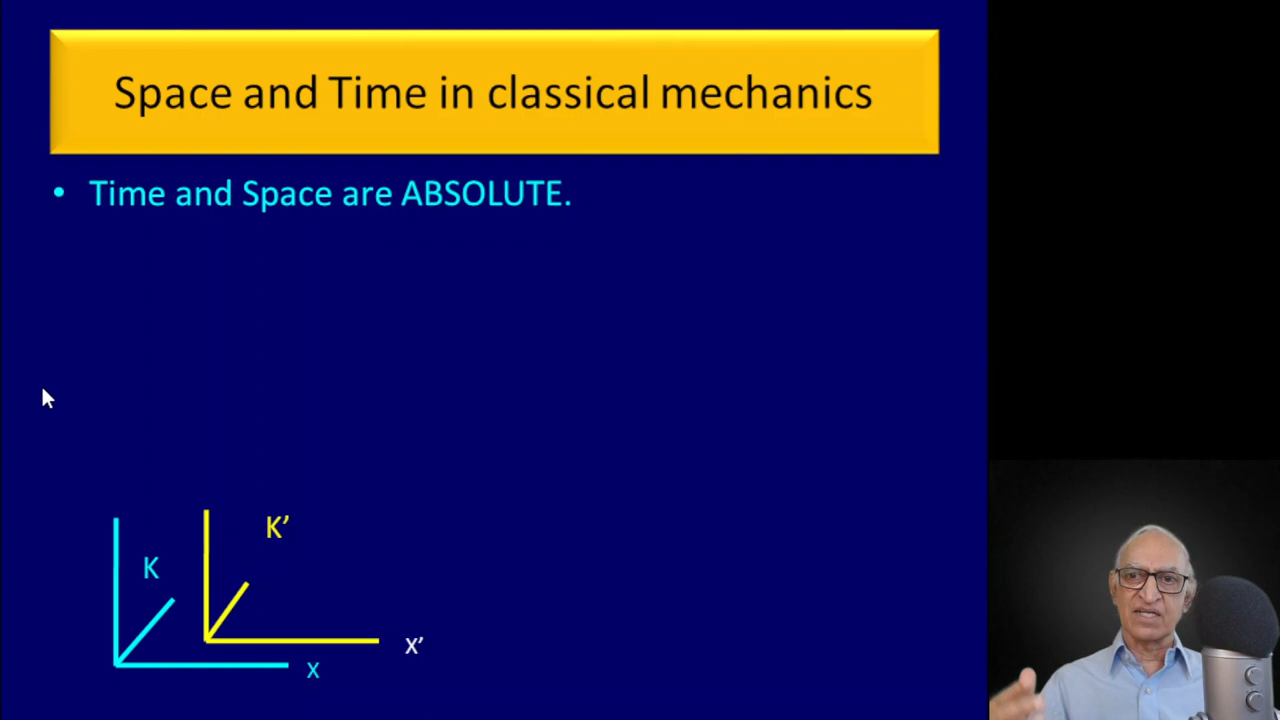 Space and Time in classical mechanics
• Time and Space are ABSOLUTE.
K’
K
x’
x